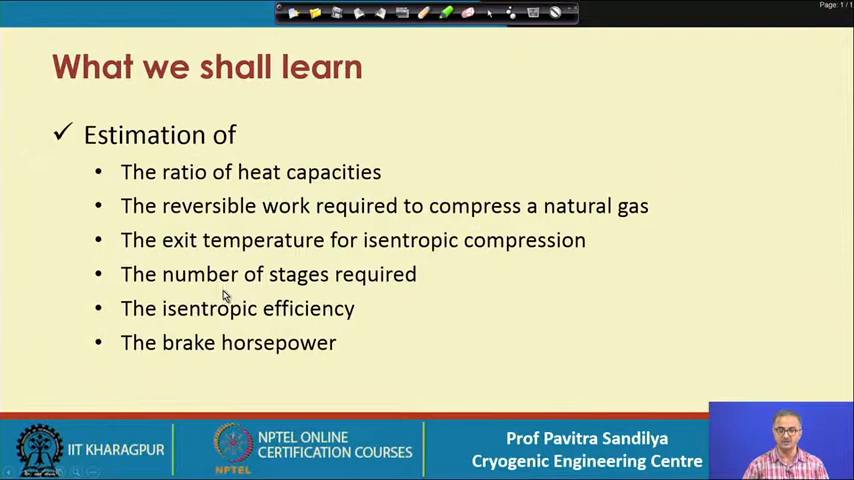 Page: 1 / 1
What we shall learn
✓ Estimation of
• The ratio of heat capacities
• The reversible work required to compress a natural gas
• The exit temperature for isentropic compression
• The number of stages required
• The isentropic efficiency
• The brake horsepower
IIT KHARAGPUR
NPTEL
NPTEL ONLINE
CERTIFICATION COURSES
Prof Pavitra Sandilya
Cryogenic Engineering Centre